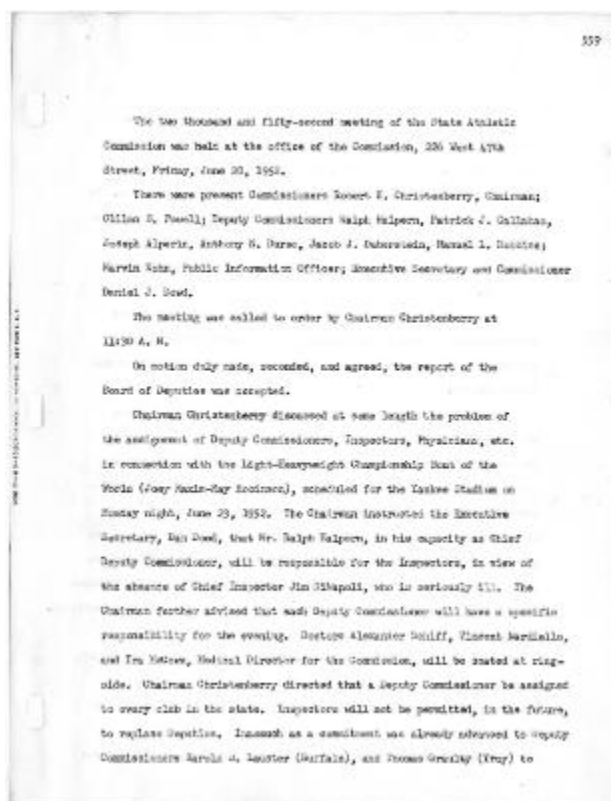 559
The two thousand and fifty-second meeting of the State Athletic
Commission was held at the office of the Commission, 226 West 47th
Street, Friday, June 20, 1952.
There were present Commissioners Robert K. Christenberry, Chairman;
Powell; Deputy Commissioners Ralph Halpern, Patrick J. Callahan,
Joseph Alperin, Anthony Jacob J. Duberstein, Manuel L.
Marvin Kohn, Public Information Officer; Executive Secretary and Commissioner
Daniel J. Dowd.
The meeting was called to order by Chairman Christenberry at
11:30 A. M.
On motion duly made, seconded, and agreed, the report of the
Board of Deputies was accepted.
Chairman Christenberry discussed at some length the problem of
the assignment of Deputy Commissioners, Inspectors, Physicians, etc.
in connection with the Light-Heavyweight Championship Bout of the
World (Joey Maxim-Ray Robinson), scheduled for the Yankee Stadium on
night, June 23, 1952. The Chairman instructed the Executive
Secretary, Dan Dowd, that Mr. Ralph Halpern, in his capacity as Chief
Deputy Commissioner, will be responsible for the Inspectors, in view of
the absence of Chief Inspector Jim DiNapoli, who is seriously ill. The
Chairman further advised that each Deputy Commissioner will have a specific
responsibility for the evening. Doctors Alexander Schiff, Vincent Nardiello,
and Ira Medical Director for the Commission, will be seated at ring-
side. Chairman Christenberry directed that a Deputy Commissioner be assigned
to every club in the state. Inspectors will not be permitted, in the future,
to replace Deputies. Inasmuch as a commitment was already advanced to Deputy
Commissioners (Buffalo), and Thomas (Troy) to